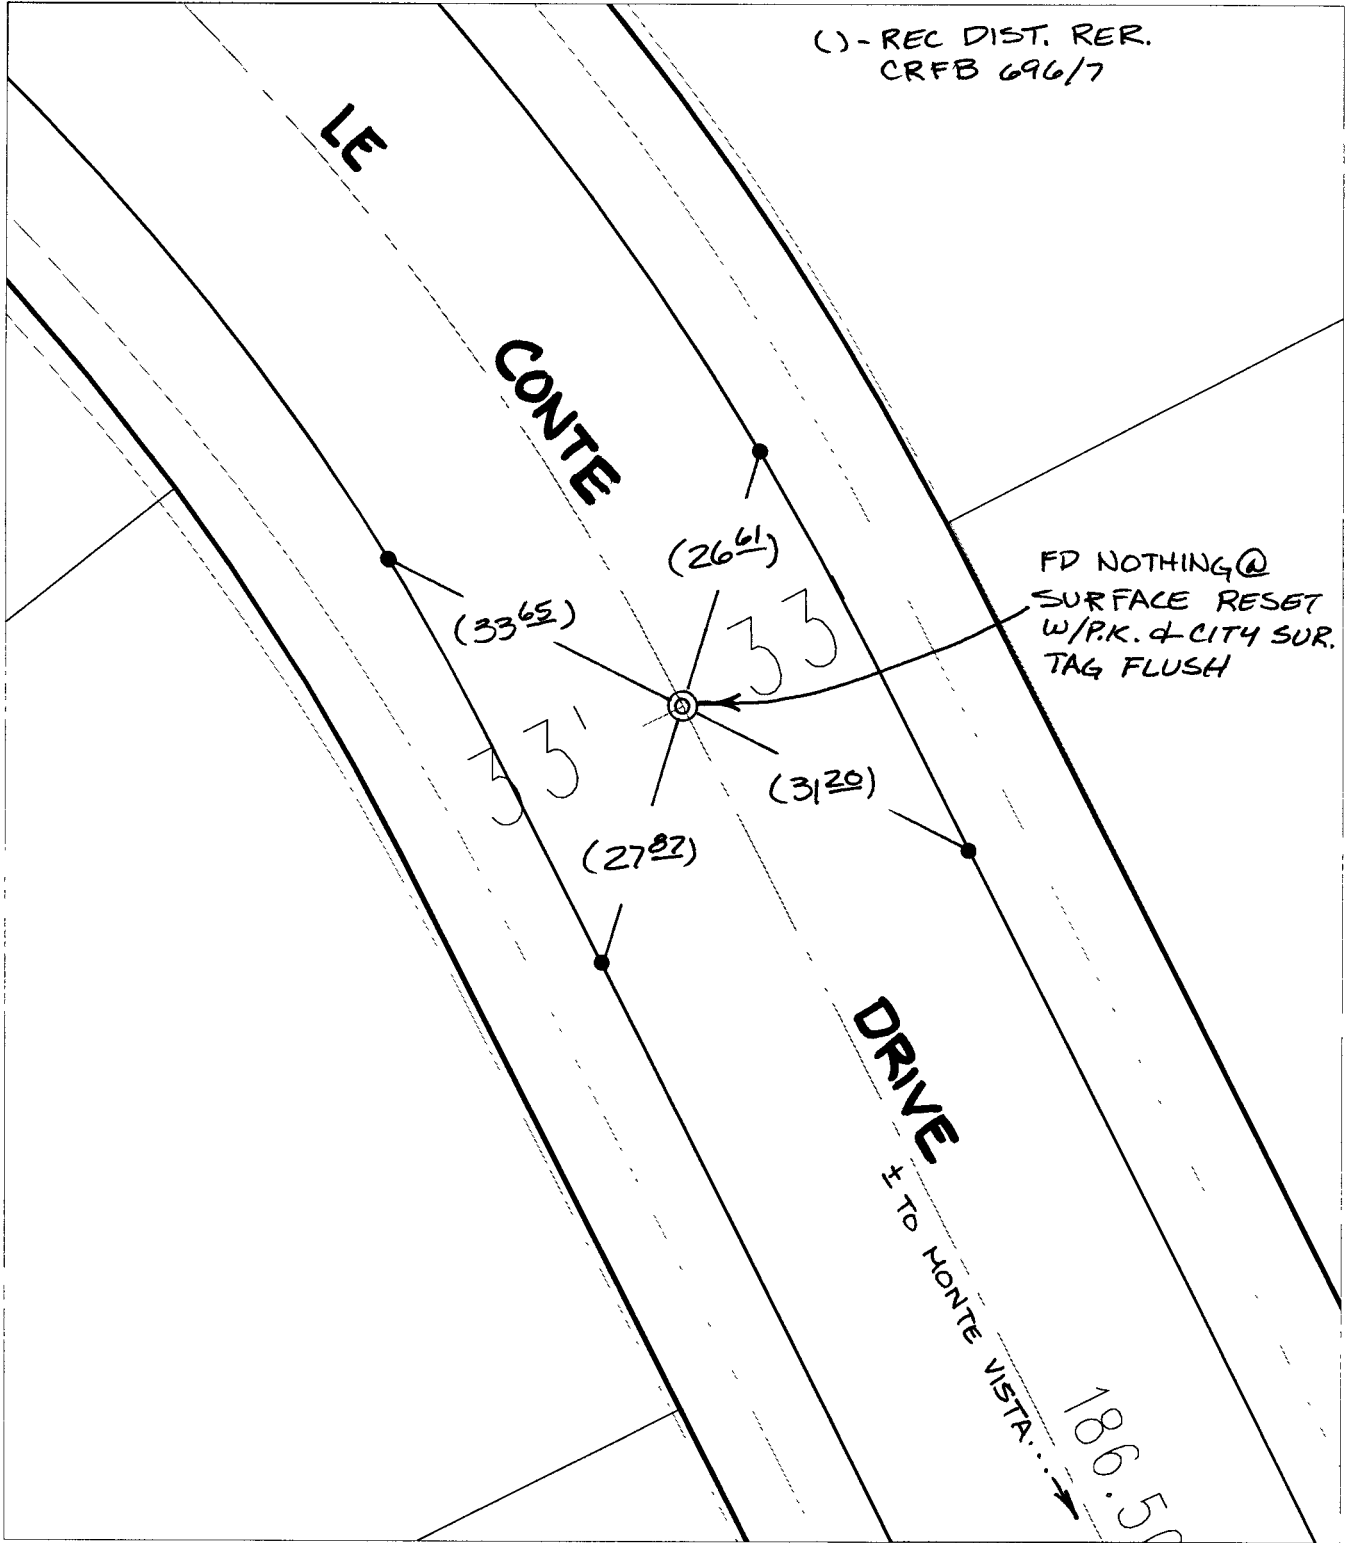 () - REC DIST. RER.
CRFB 696/7
LE
CONTE
(26 61)
(33 65)
33
FD NOTHING @
SURFACE RESET
W/P.K. & CITY SUR.
TAG FLUSH
33'
(31 20)
(27 87)
DRIVE
± TO MONTE VISTA....
186.50